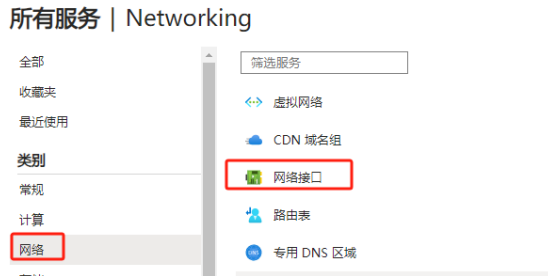 所有服务 | Networking
全部
收藏夹
最近使用
类别
常规
计算
网络
筛选服务
虚拟网络
CDN 域名组
网络接口
路由表
专用 DNS 区域